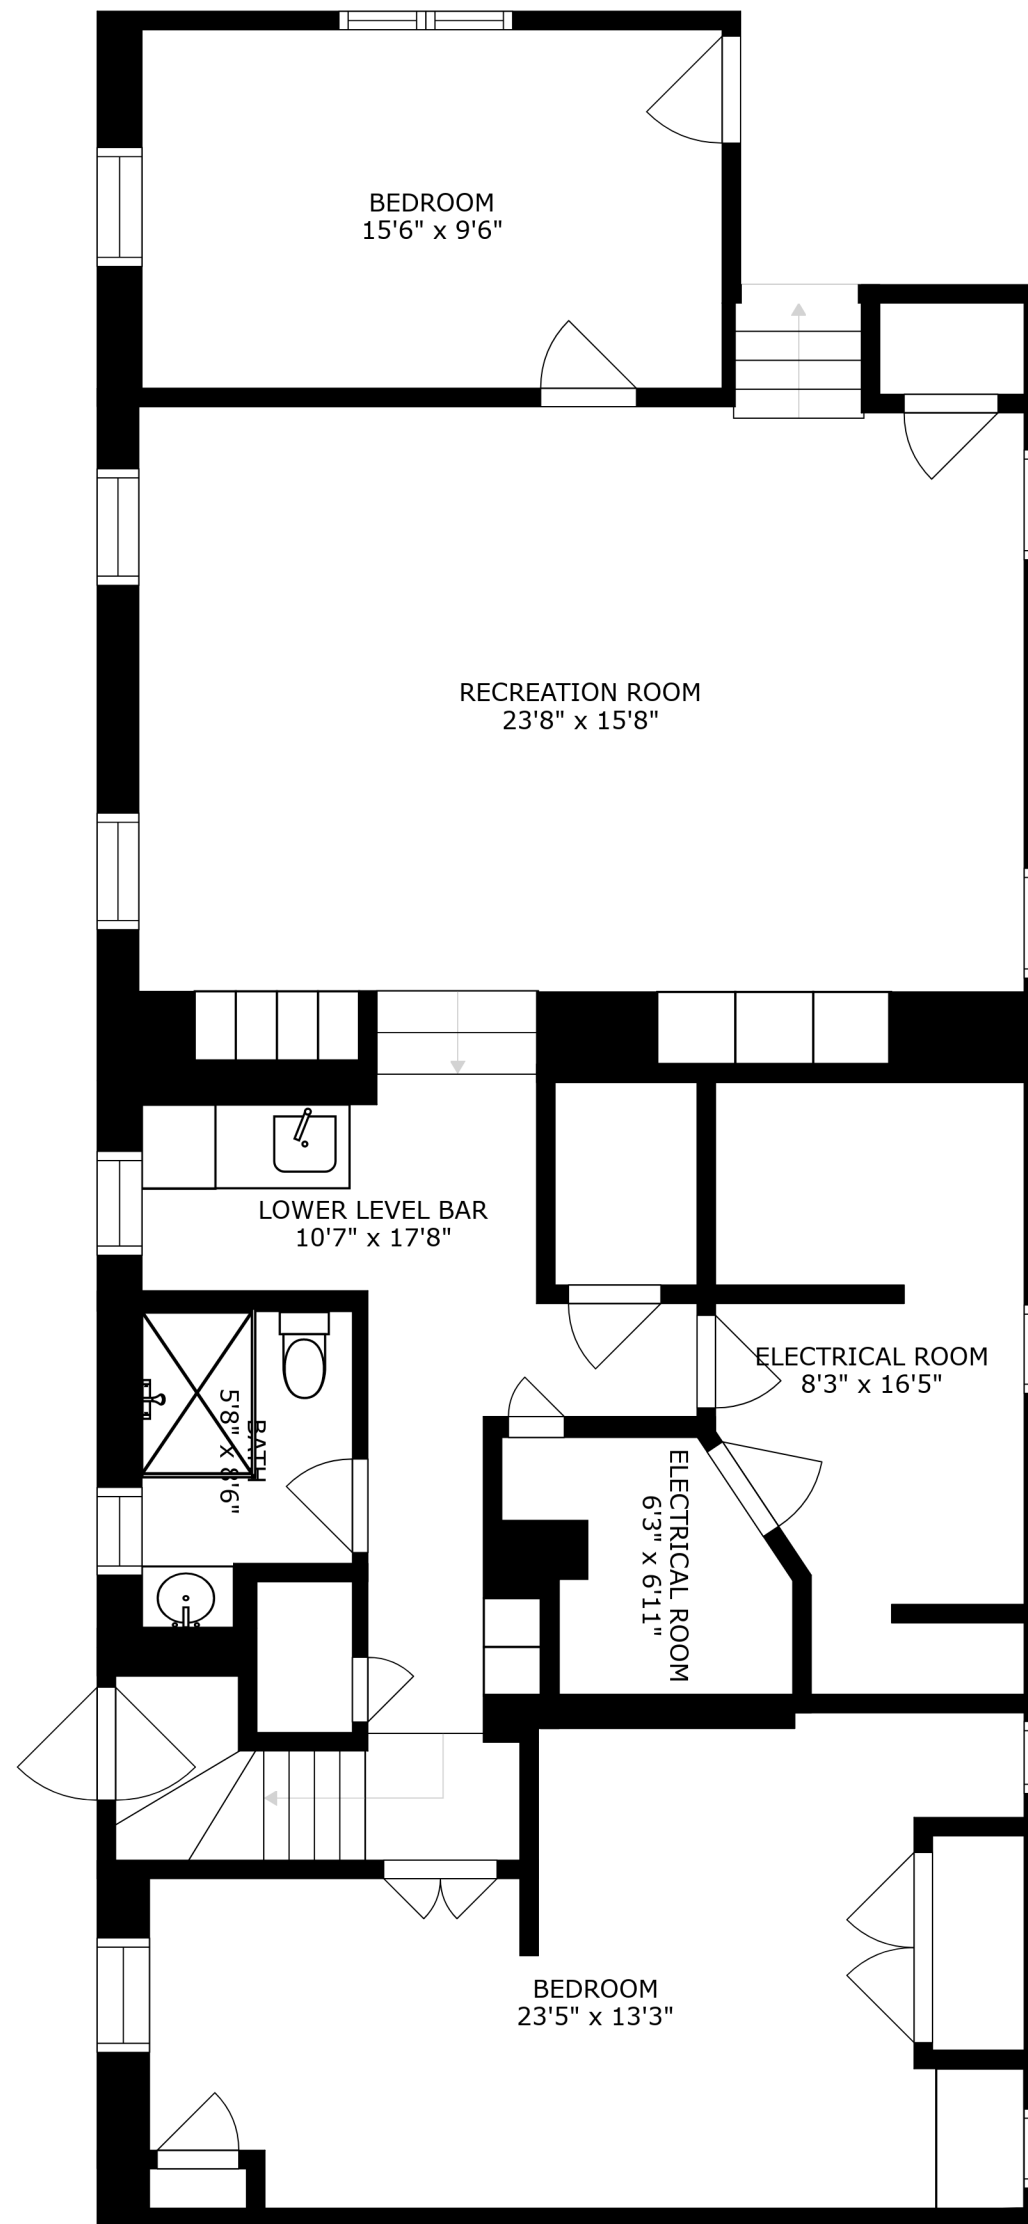 BEDROOM
15'6" x 9'6"
RECREATION ROOM
23'8" x 15'8"
LOWER LEVEL BAR
10'7" x 17'8"
ELECTRICAL ROOM
8'3" x 16'5"
BATH
5'8" x 8'6"
ELECTRICAL ROOM
6'3" x 6'11"
BEDROOM
23'5" x 13'3"